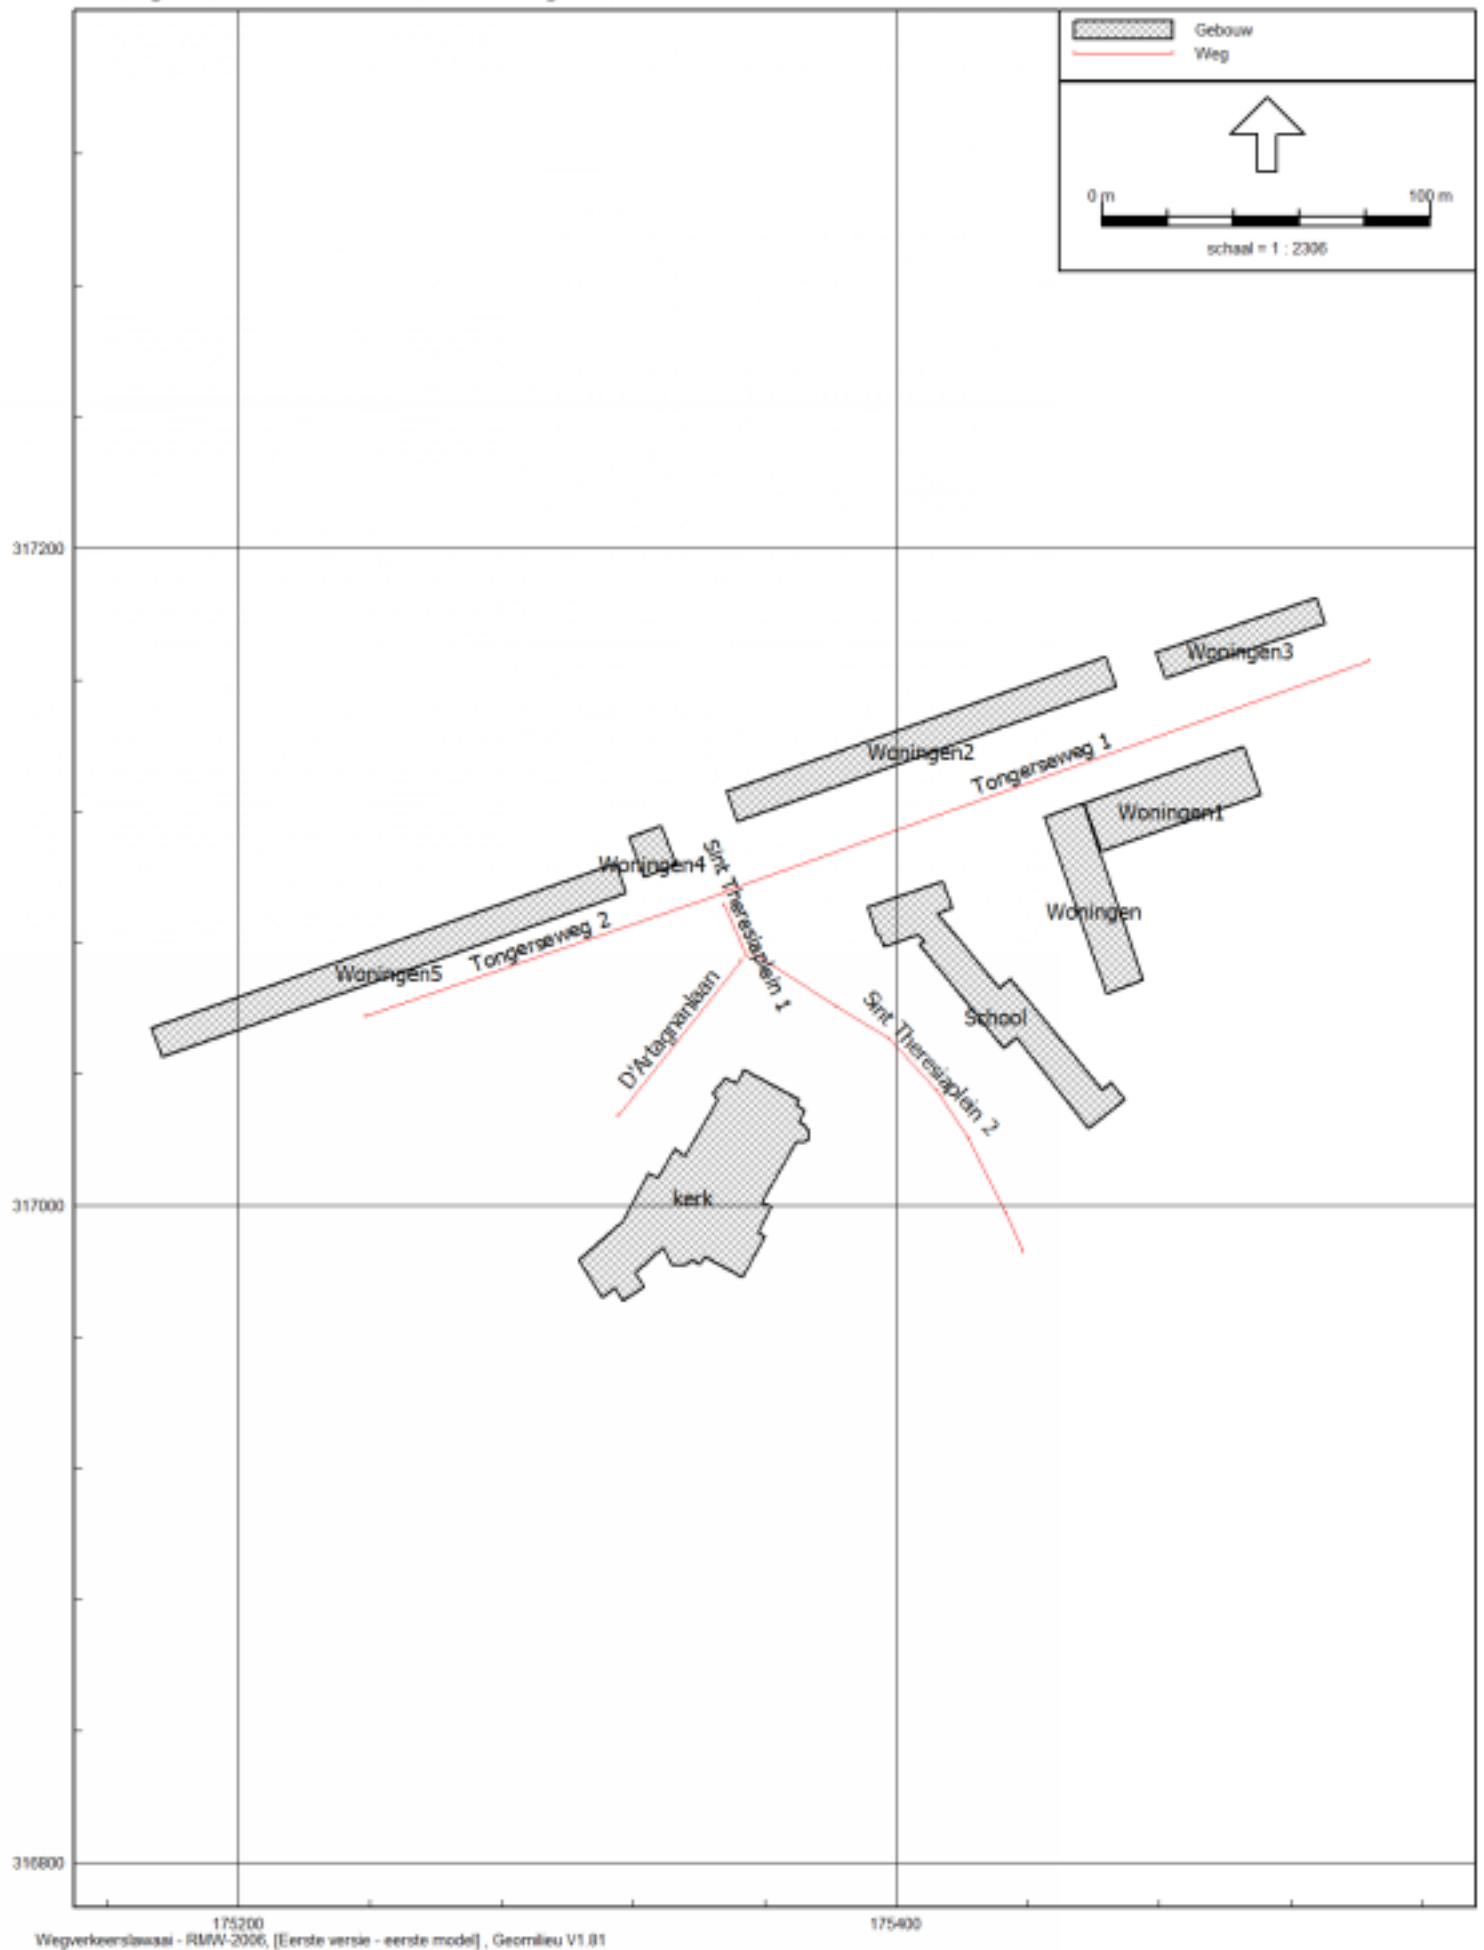 Gebouw
Weg
0 m 100 m
schaal = 1 : 2306
317200
Woningen3
Tongerseweg 1
Woningen2
Woningen1
Woningen4
Sint Theresiaplein 1
Woningen
Tongerseweg 2
Woningen5
D'Artagnanlaan
School
Sint Theresiaplein 2
kerk
317000
316800
175200 175400
Wegverkeerslawaai - RMW-2006, [Eerste versie - eerste model] , Geomilieu V1.81